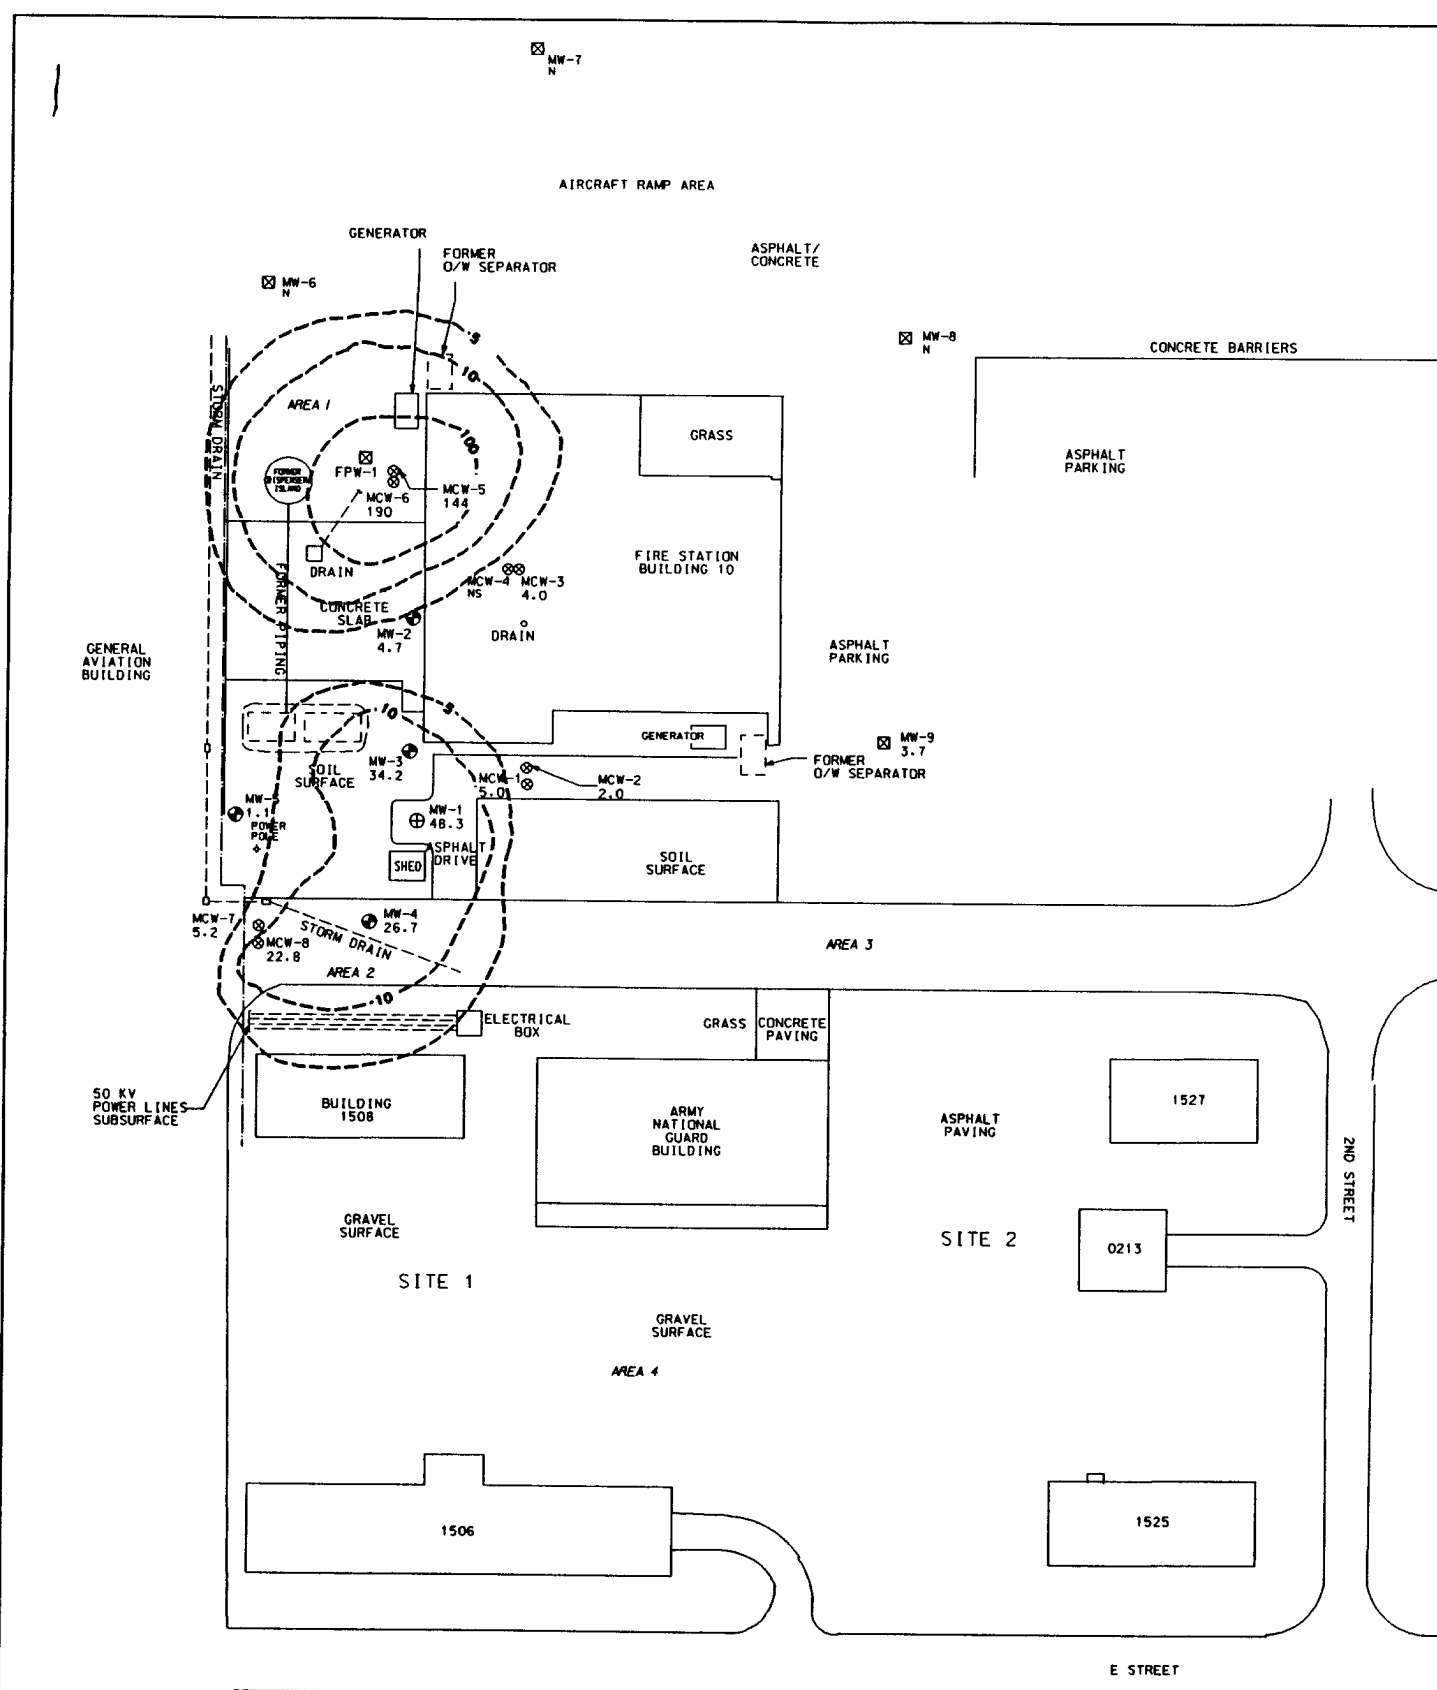 MW-7
N
AIRCRAFT RAMP AREA
GENERATOR
FORMER
O/W SEPARATOR
ASPHALT/
CONCRETE
MW-6
N
MW-8
N
CONCRETE BARRIERS
5
10
STORM DRAIN
AREA 1
100
GRASS
ASPHALT
PARKING
FPW-1
FORMER
DISPENSER
ISLAND
MCW-5
144
MCW-6
190
FIRE STATION
BUILDING 10
DRAIN
MCW-4
NS
MCW-3
4.0
FORMER PIPING
CONCRETE
SLAB
MW-2
4.7
DRAIN
GENERAL
AVIATION
BUILDING
ASPHALT
PARKING
10
5
GENERATOR
MW-9
3.7
MW-3
34.2
FORMER
O/W SEPARATOR
SOIL
SURFACE
MCW-1
5.0
MCW-2
2.0
1.1
POWER
POLE
MW-1
48.3
ASPHALT
DRIVE
SHED
SOIL
SURFACE
MCW-7
5.2
MW-4
26.7
STORM DRAIN
MCW-8
22.8
AREA 2
AREA 3
10
ELECTRICAL
BOX
GRASS
CONCRETE
PAVING
50 KV
POWER LINES
SUBSURFACE
BUILDING
1508
ARMY
NATIONAL
GUARD
BUILDING
ASPHALT
PAVING
1527
2ND STREET
GRAVEL
SURFACE
SITE 2
0213
SITE 1
GRAVEL
SURFACE
AREA 4
1506
1525
E STREET